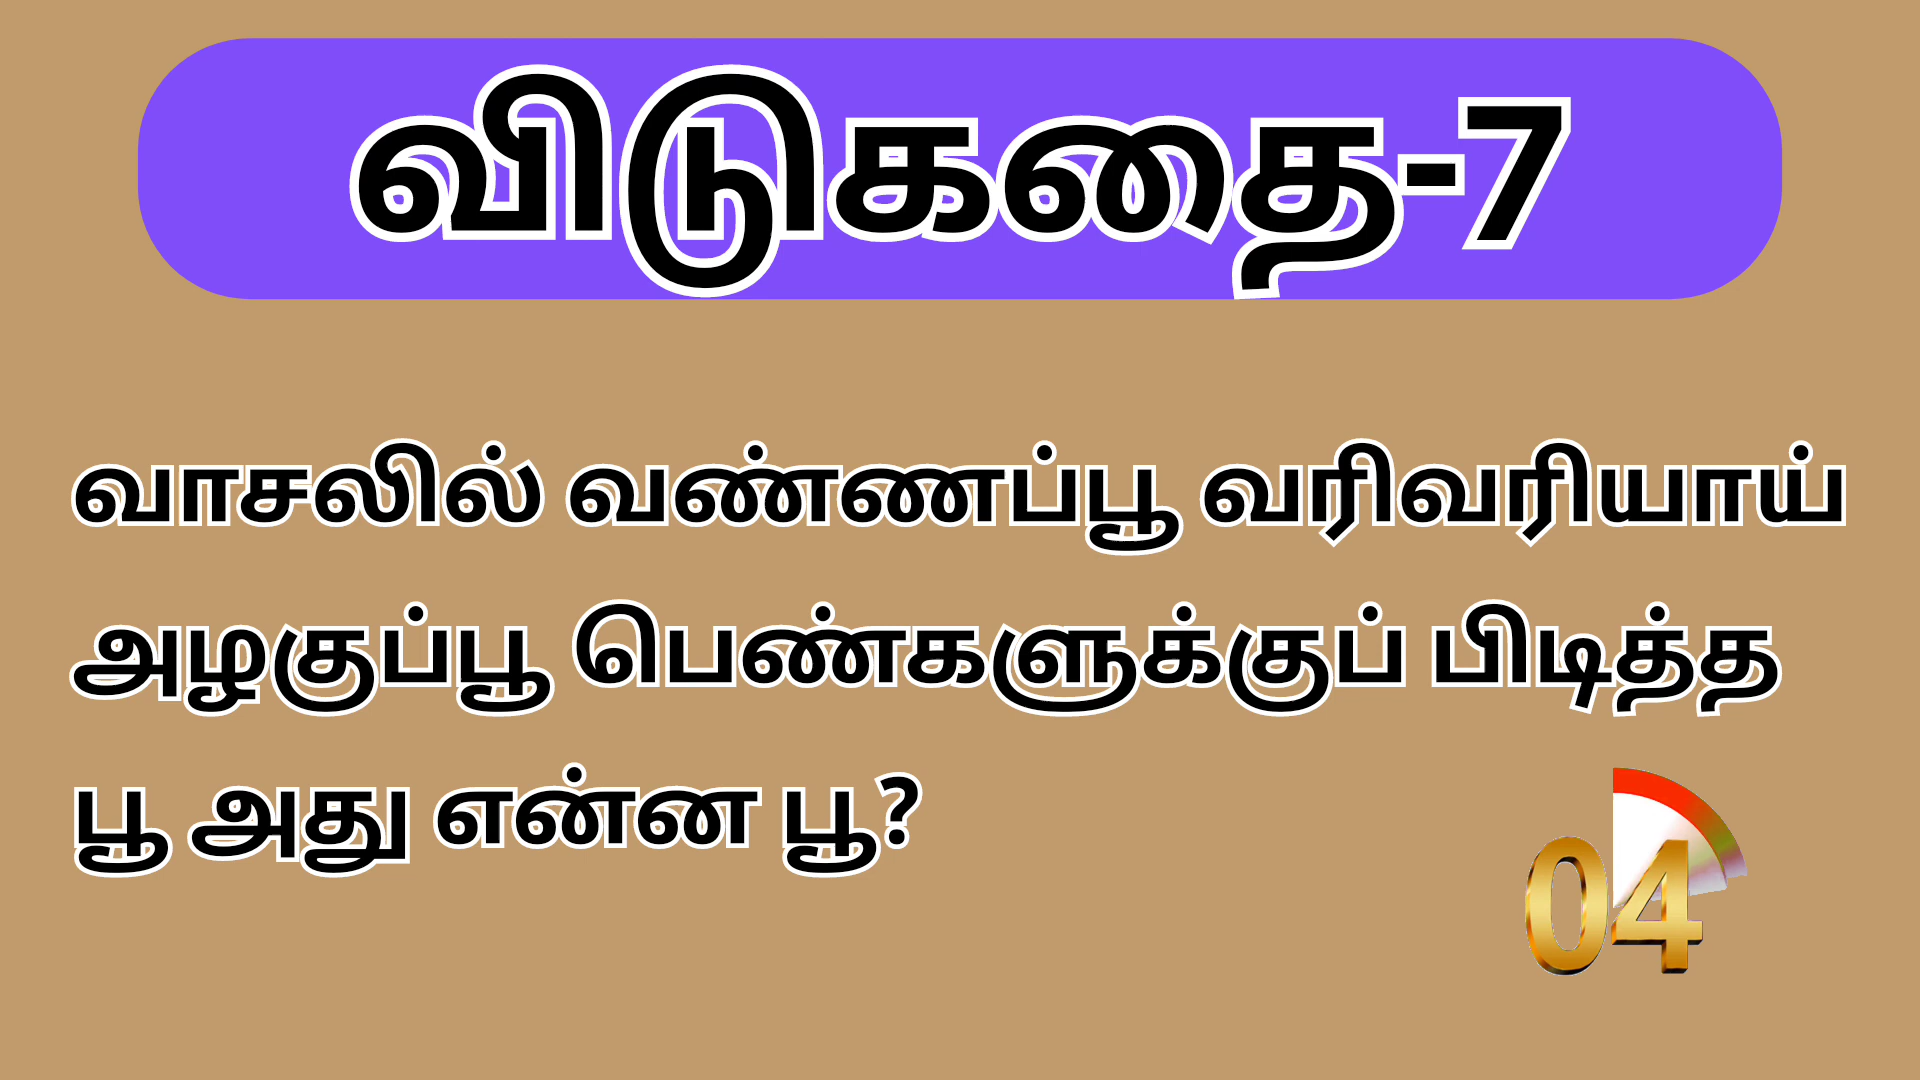 விடுகதை-7
வாசலில் வண்ணப்பூ வரிவரியாய்
அழகுப்பூ பெண்களுக்குப் பிடித்த
பூ அது என்ன பூ?
04